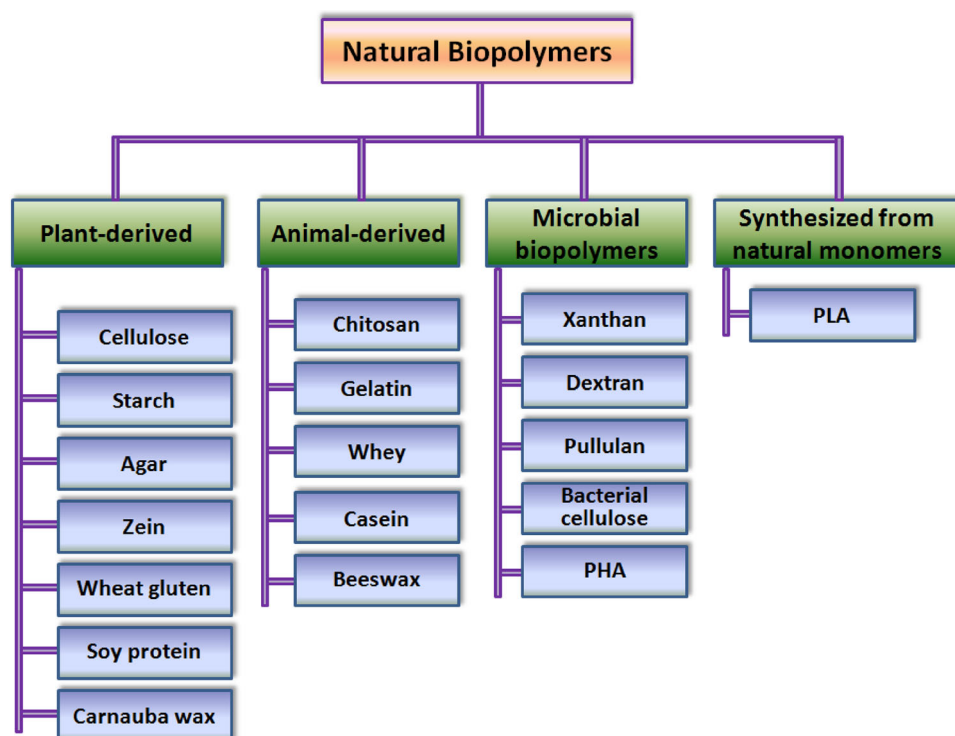 Natural Biopolymers
Plant-derived
Cellulose
Starch
Agar
Zein
Wheat gluten
Soy protein
Carnauba wax
Animal-derived
Chitosan
Gelatin
Whey
Casein
Beeswax
Microbial
biopolymers
Xanthan
Dextran
Pullulan
Bacterial
cellulose
PHA
Synthesized from
natural monomers
PLA